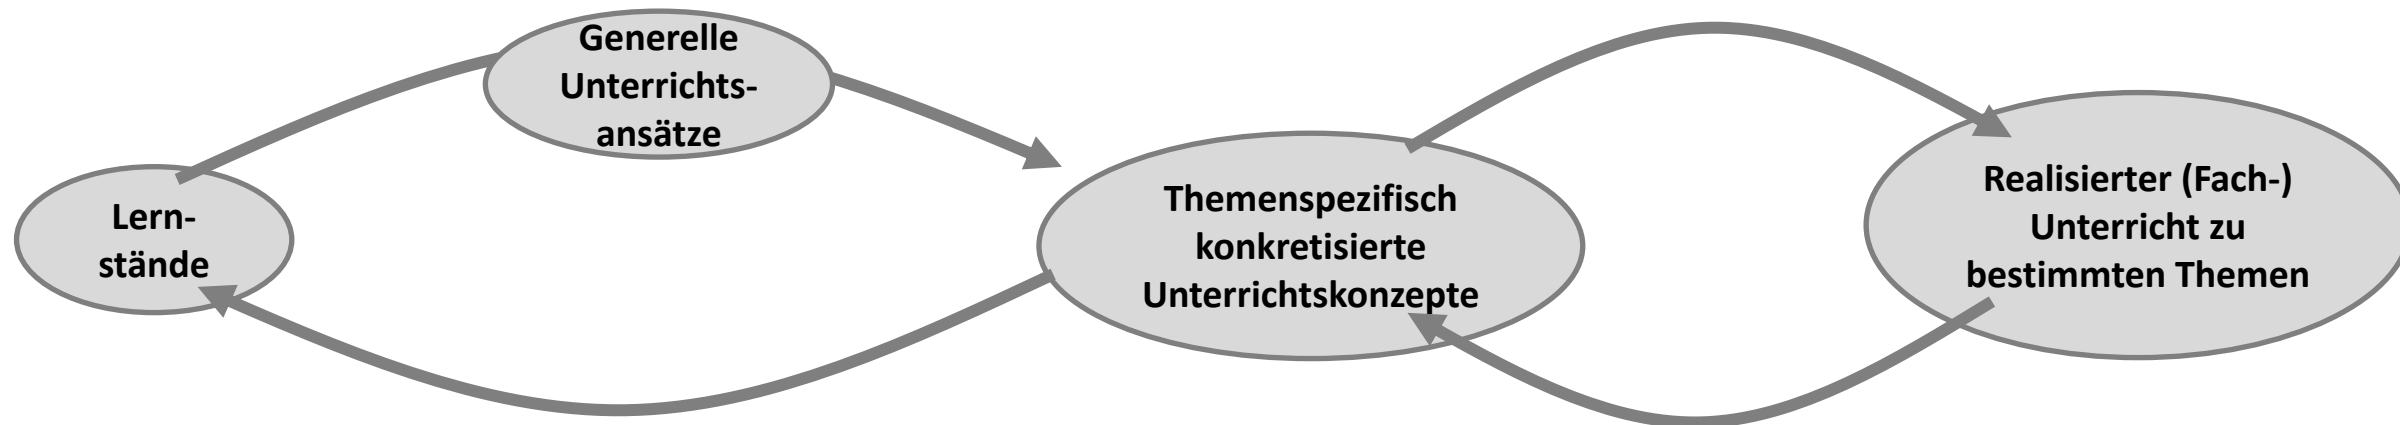 Generelle
Unterrichts-
ansätze
Lern-
stände
Themenspezifisch
konkretisierte
Unterrichtskonzepte
Realisierter (Fach-)
Unterricht zu
bestimmten Themen